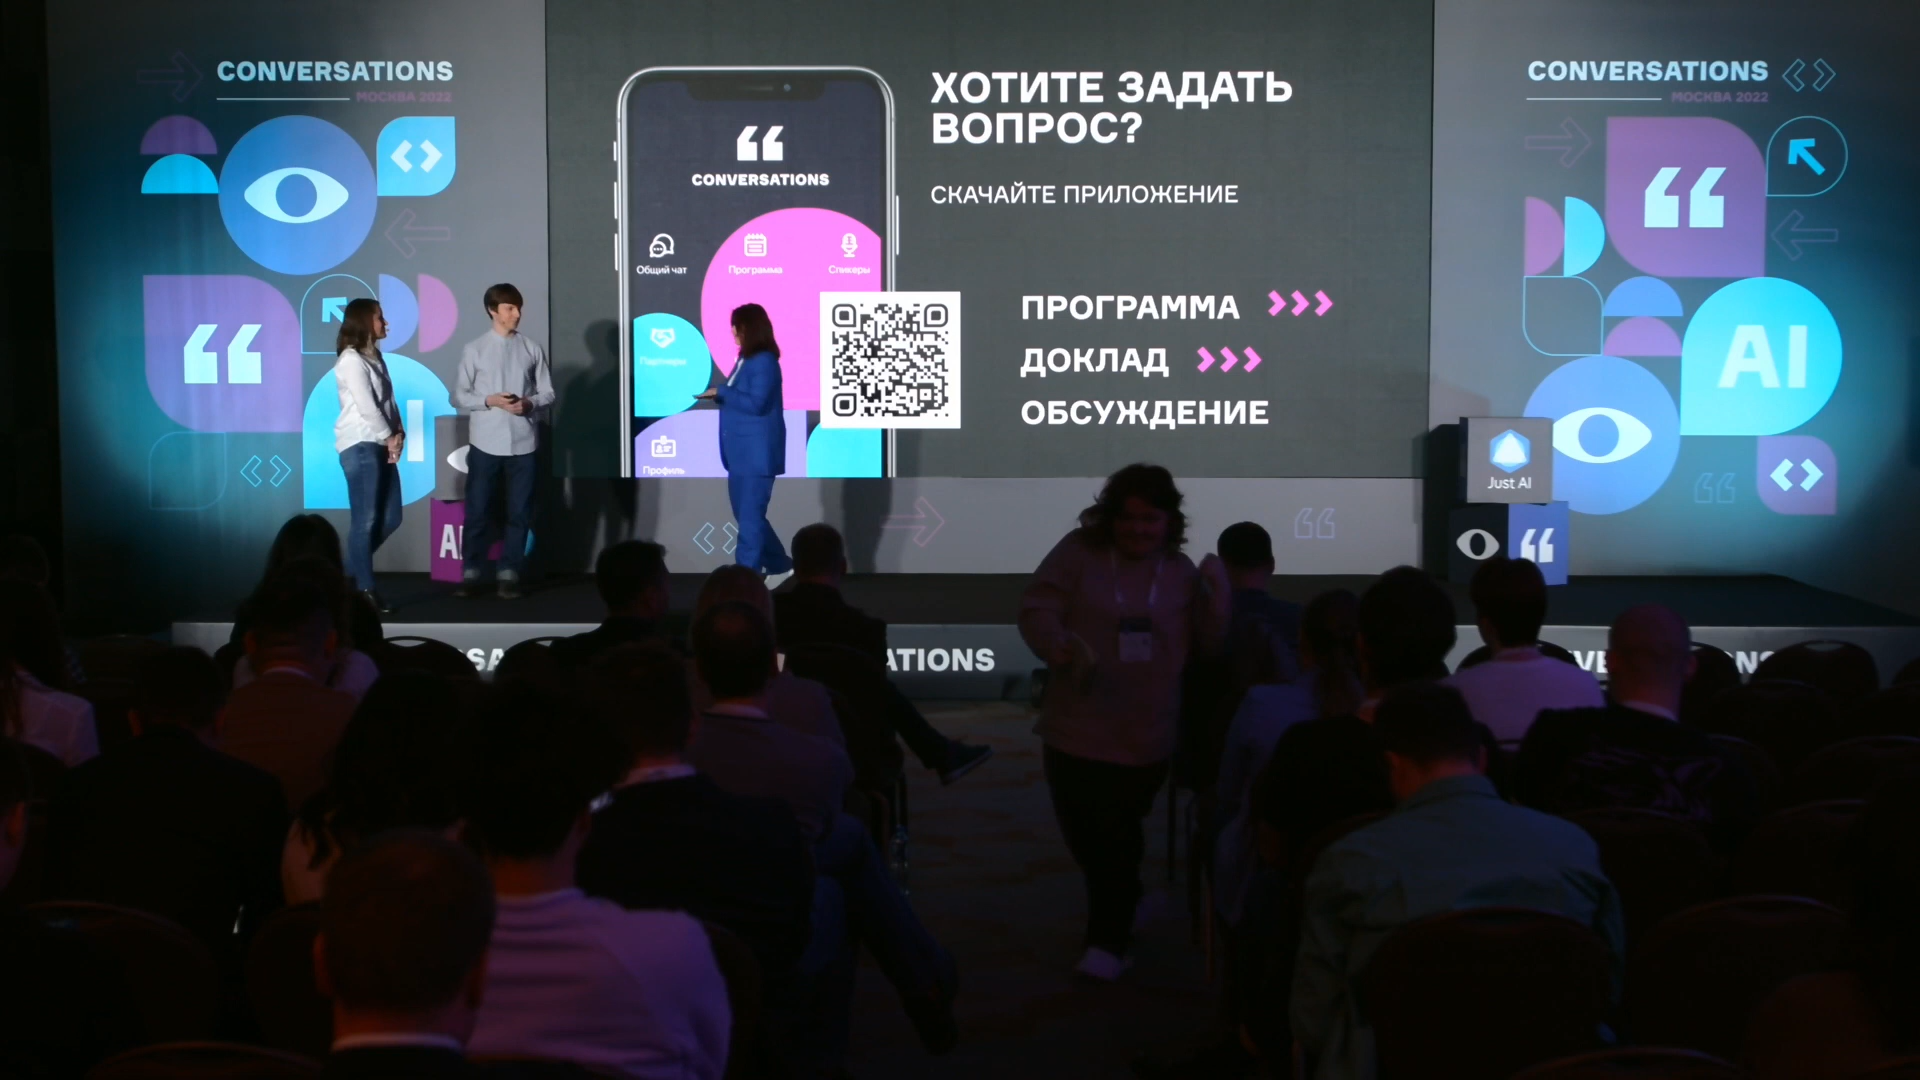 CONVERSATIONS
МОСКВА 2022
CONVERSATIONS
Общий чат
Программа
Спикеры
Партнеры
Профиль
ХОТИТЕ ЗАДАТЬ
ВОПРОС?
СКАЧАЙТЕ ПРИЛОЖЕНИЕ
ПРОГРАММА
ДОКЛАД
ОБСУЖДЕНИЕ
CONVERSATIONS
МОСКВА 2022
AI
Just AI